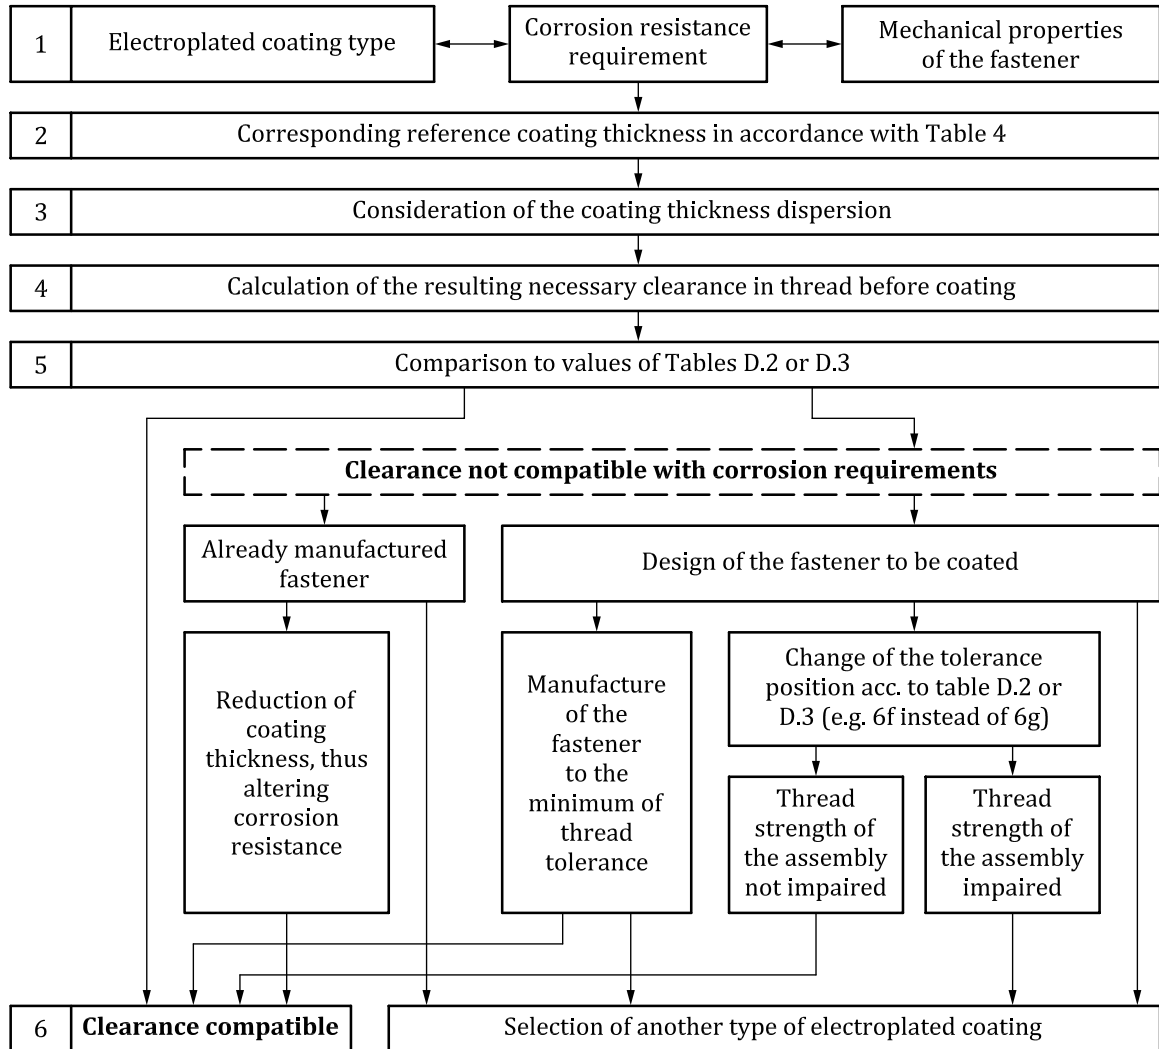 1
Electroplated coating type
Corrosion resistance
requirement
Mechanical properties
of the fastener
2
Corresponding reference coating thickness in accordance with Table 4
3
Consideration of the coating thickness dispersion
4
Calculation of the resulting necessary clearance in thread before coating
5
Comparison to values of Tables D.2 or D.3
Clearance not compatible with corrosion requirements
Already manufactured
fastener
Design of the fastener to be coated
Reduction of
coating
thickness, thus
altering
corrosion
resistance
Manufacture
of the
fastener
to the
minimum of
thread
tolerance
Change of the tolerance
position acc. to table D.2 or
D.3 (e.g. 6f instead of 6g)
Thread
strength of
the assembly
not impaired
Thread
strength of
the assembly
impaired
6
Clearance compatible
Selection of another type of electroplated coating